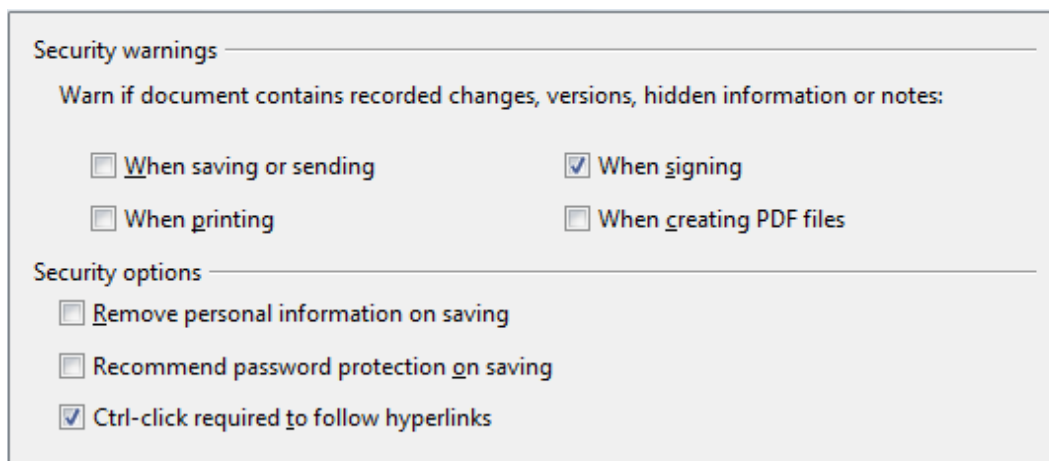 Security warnings
Warn if document contains recorded changes, versions, hidden information or notes:
When saving or sending
When signing
When printing
When creating PDF files
Security options
Remove personal information on saving
Recommend password protection on saving
Ctrl-click required to follow hyperlinks